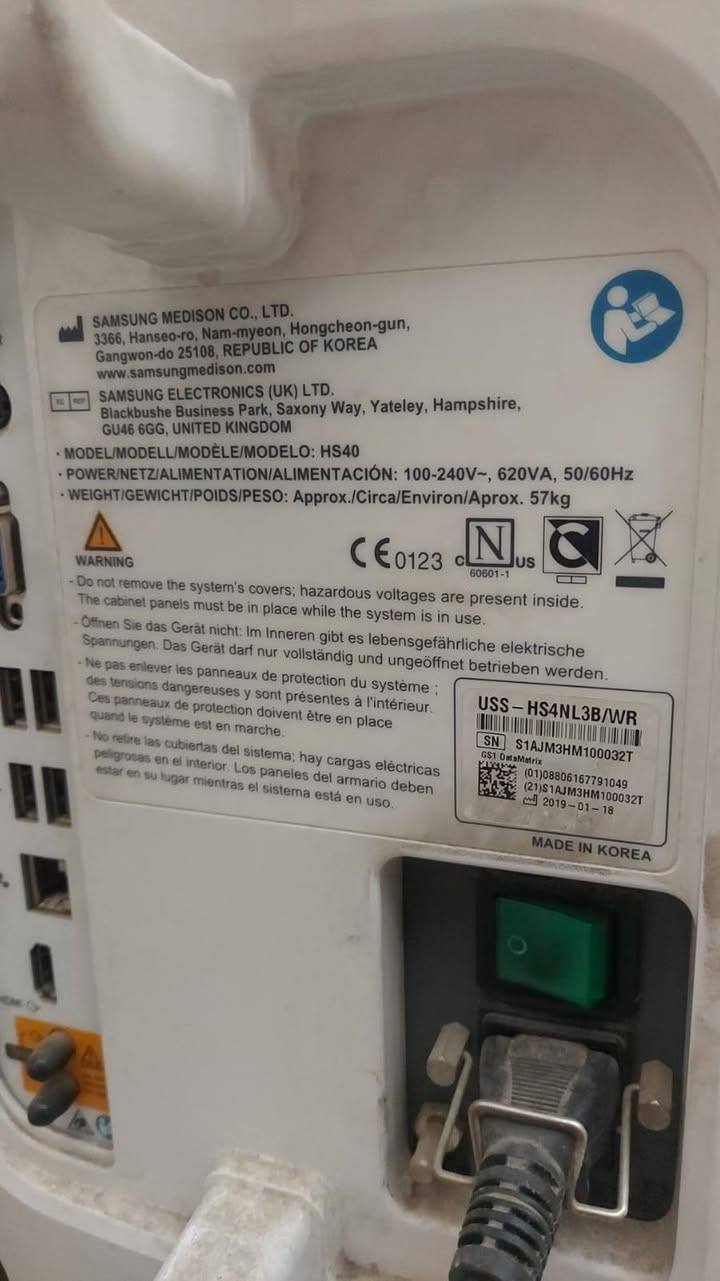 SAMSUNG MEDISON CO., LTD.
3366, Hanseo-ro, Nam-myeon, Hongcheon-gun,
Gangwon-do 25108, REPUBLIC OF KOREA
www.samsungmedison.com
EC REP
SAMSUNG ELECTRONICS (UK) LTD.
Blackbushe Business Park, Saxony Way, Yateley, Hampshire,
GU46 6GG, UNITED KINGDOM
· MODEL/MODELL/MODÈLE/MODELO: HS40
· POWER/NETZ/ALIMENTATION/ALIMENTACIÓN: 100-240V~, 620VA, 50/60Hz
· WEIGHT/GEWICHT/POIDS/PESO: Approx./Circa/Environ/Aprox. 57kg
WARNING
CE 0123
C N US
60601-1
- Do not remove the system's covers; hazardous voltages are present inside.
The cabinet panels must be in place while the system is in use.
- Öffnen Sie das Gerät nicht: Im Inneren gibt es lebensgefährliche elektrische
Spannungen. Das Gerät darf nur vollständig und ungeöffnet betrieben werden.
- Ne pas enlever les panneaux de protection du système ;
des tensions dangereuses y sont présentes à l'intérieur.
Ces panneaux de protection doivent être en place
quand le système est en marche.
- No retire las cubiertas del sistema; hay cargas eléctricas
peligrosas en el interior. Los paneles del armario deben
estar en su lugar mientras el sistema está en uso.
USS-HS4NL3B/WR
SN S1AJM3HM100032T
GS1 DataMatrix
(01)08806167791049
(21)S1AJM3HM100032T
2019-01-18
MADE IN KOREA